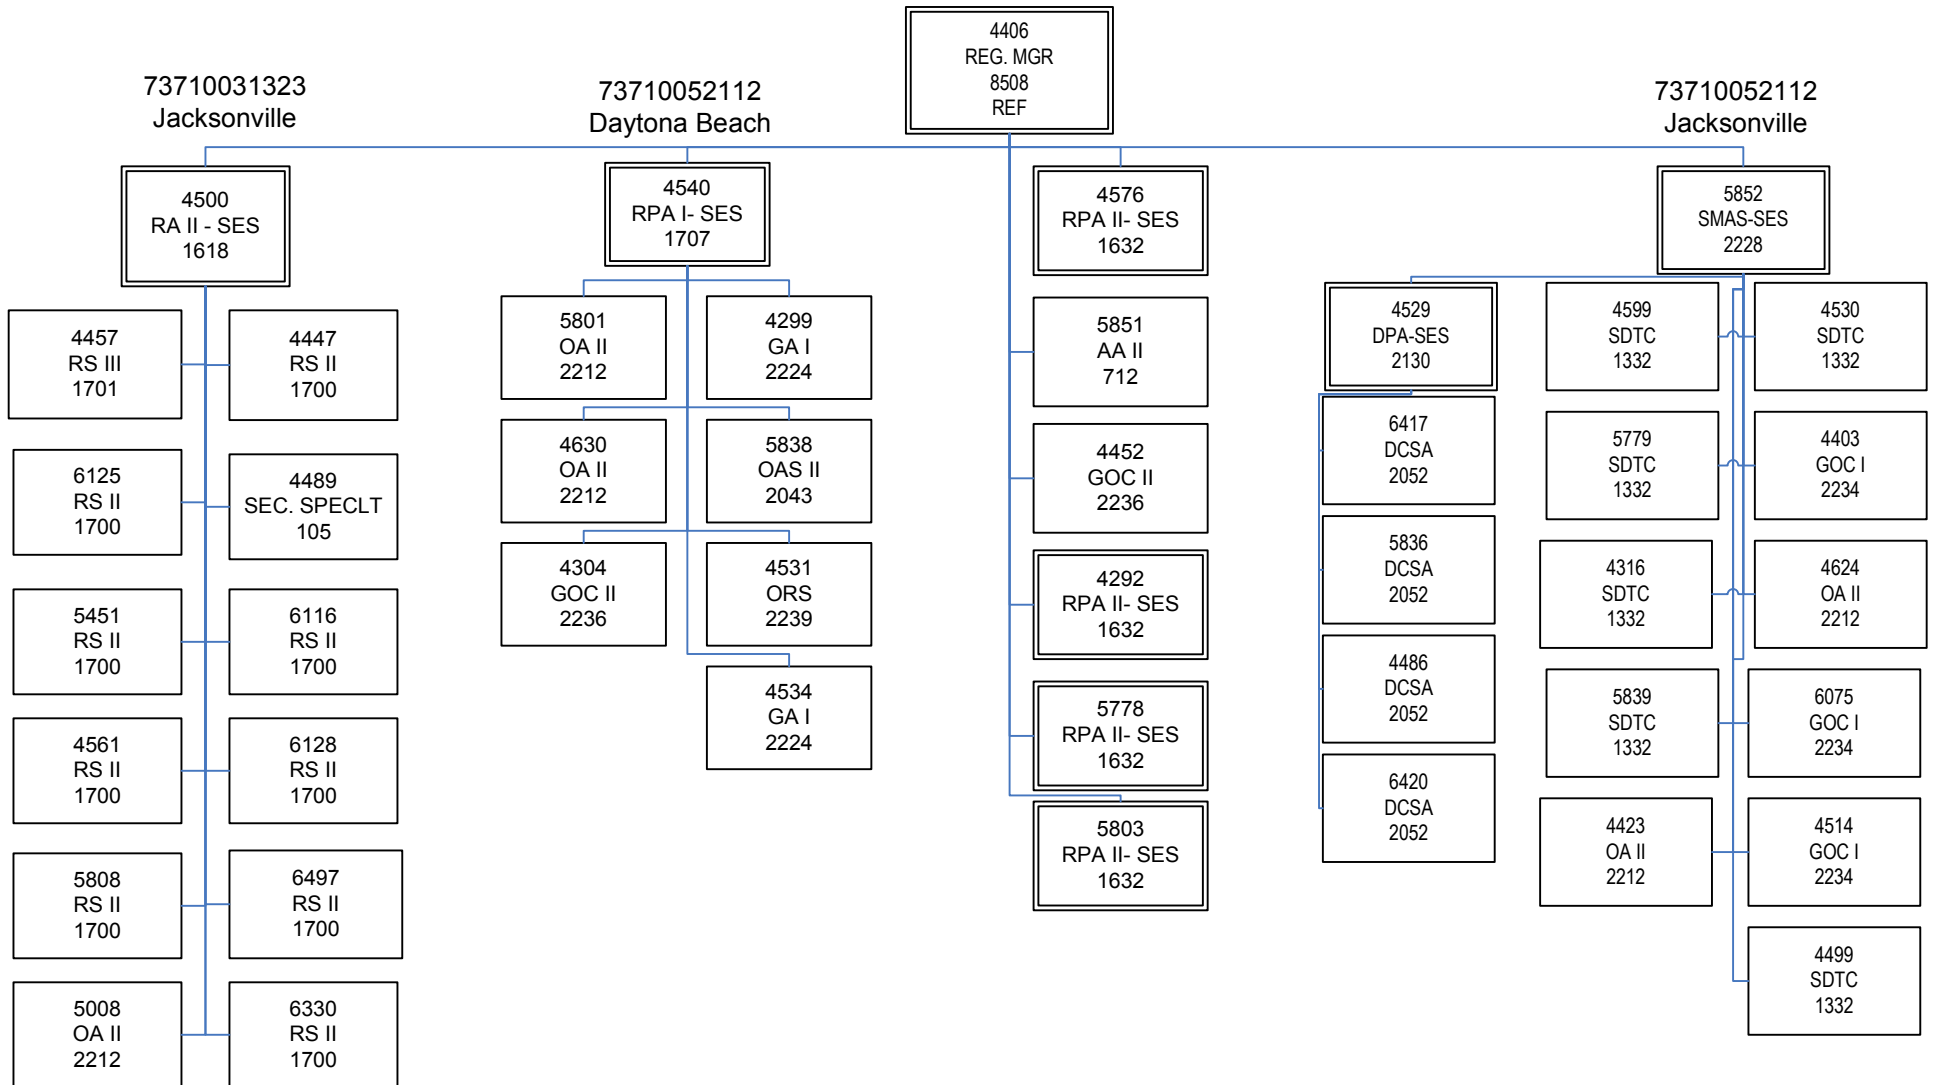 4406
REG. MGR
8508
REF
73710031323
Jacksonville
73710052112
Daytona Beach
73710052112
Jacksonville
4500
RA II - SES
1618
4540
RPA I- SES
1707
4576
RPA II- SES
1632
5852
SMAS-SES
2228
4457
RS III
1701
4447
RS II
1700
6125
RS II
1700
4489
SEC. SPECLT
105
5451
RS II
1700
6116
RS II
1700
4561
RS II
1700
6128
RS II
1700
5808
RS II
1700
6497
RS II
1700
5008
OA II
2212
6330
RS II
1700
5801
OA II
2212
4299
GA I
2224
4630
OA II
2212
5838
OAS II
2043
4304
GOC II
2236
4531
ORS
2239
4534
GA I
2224
5851
AA II
712
4452
GOC II
2236
4292
RPA II- SES
1632
5778
RPA II- SES
1632
5803
RPA II- SES
1632
4529
DPA-SES
2130
6417
DCSA
2052
5836
DCSA
2052
4486
DCSA
2052
6420
DCSA
2052
4599
SDTC
1332
4530
SDTC
1332
5779
SDTC
1332
4403
GOC I
2234
4316
SDTC
1332
4624
OA II
2212
5839
SDTC
1332
6075
GOC I
2234
4423
OA II
2212
4514
GOC I
2234
4499
SDTC
1332